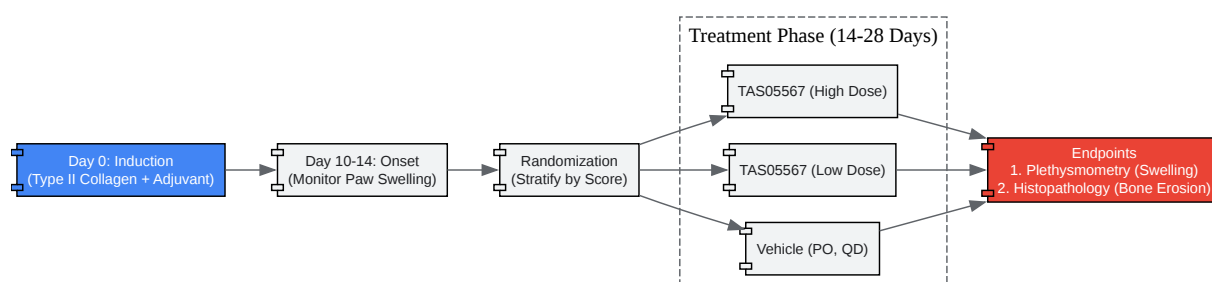 Day 0: Induction
(Type II Collagen + Adjuvant)
Day 10-14: Onset
(Monitor Paw Swelling)
Randomization
(Stratify by Score)
Treatment Phase (14-28 Days)
TAS05567 (High Dose)
TAS05567 (Low Dose)
Vehicle (PO, QD)
Endpoints
1. Plethysmometry (Swelling)
2. Histopathology (Bone Erosion)